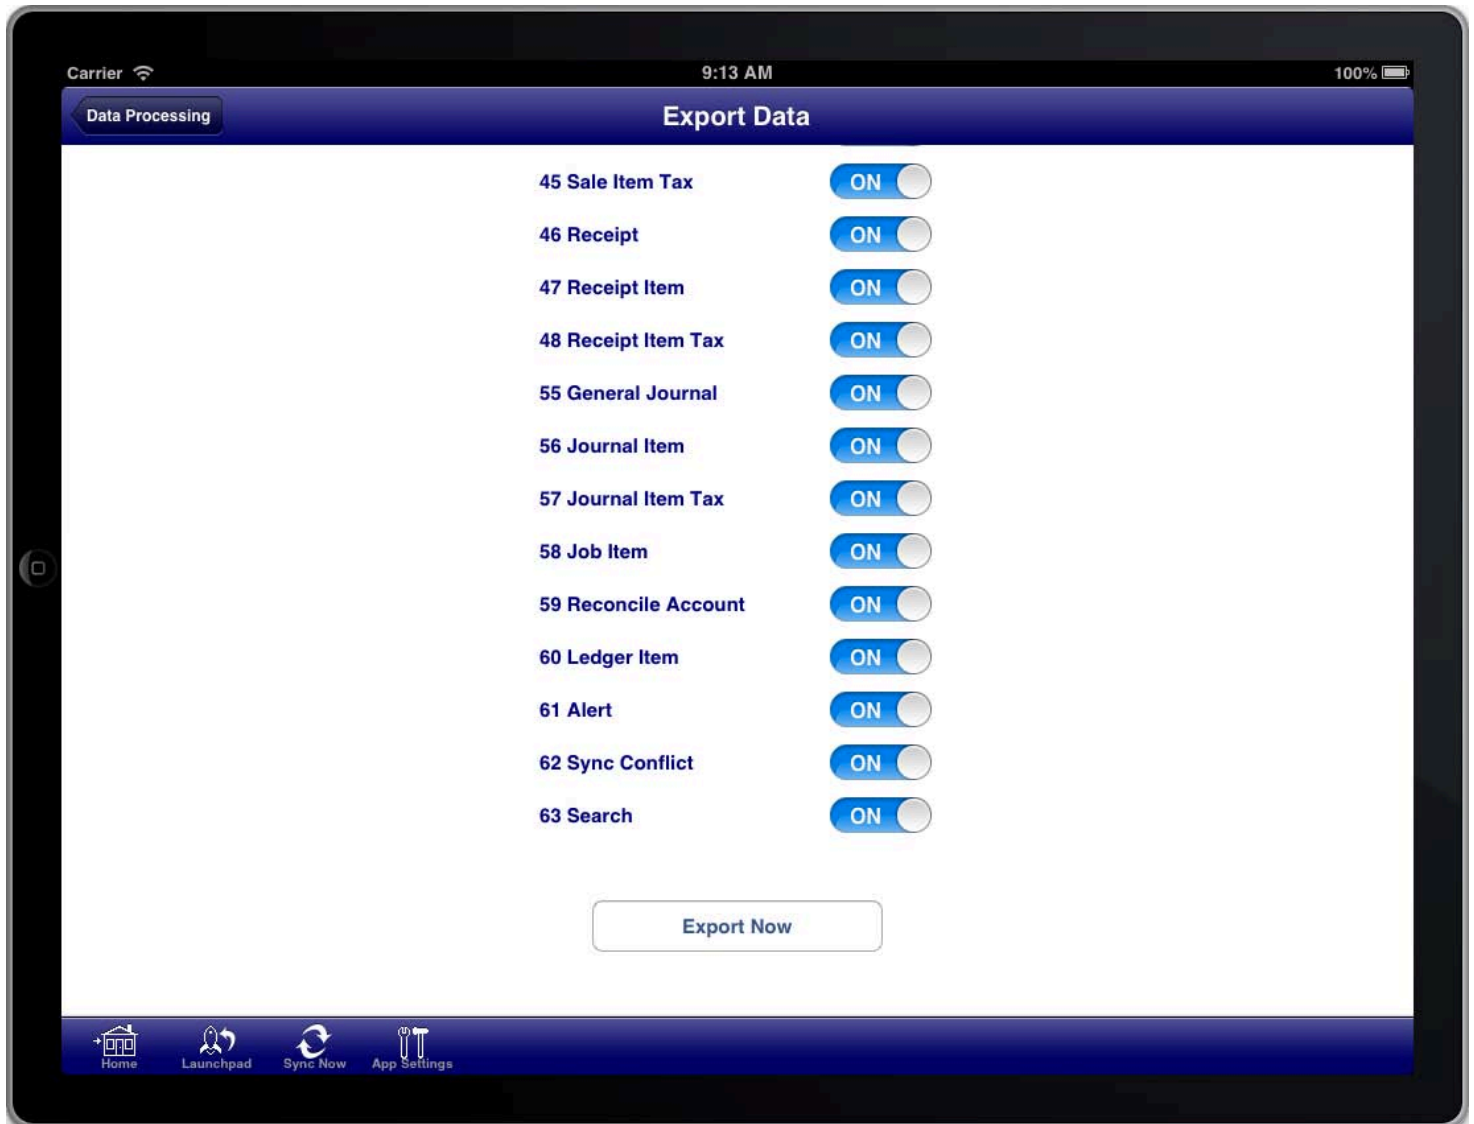 Carrier 9:13 AM 100%
Data Processing Export Data
45 Sale Item Tax ON
46 Receipt ON
47 Receipt Item ON
48 Receipt Item Tax ON
55 General Journal ON
56 Journal Item ON
57 Journal Item Tax ON
58 Job Item ON
59 Reconcile Account ON
60 Ledger Item ON
61 Alert ON
62 Sync Conflict ON
63 Search ON
Export Now
Home Launchpad Sync Now App Settings